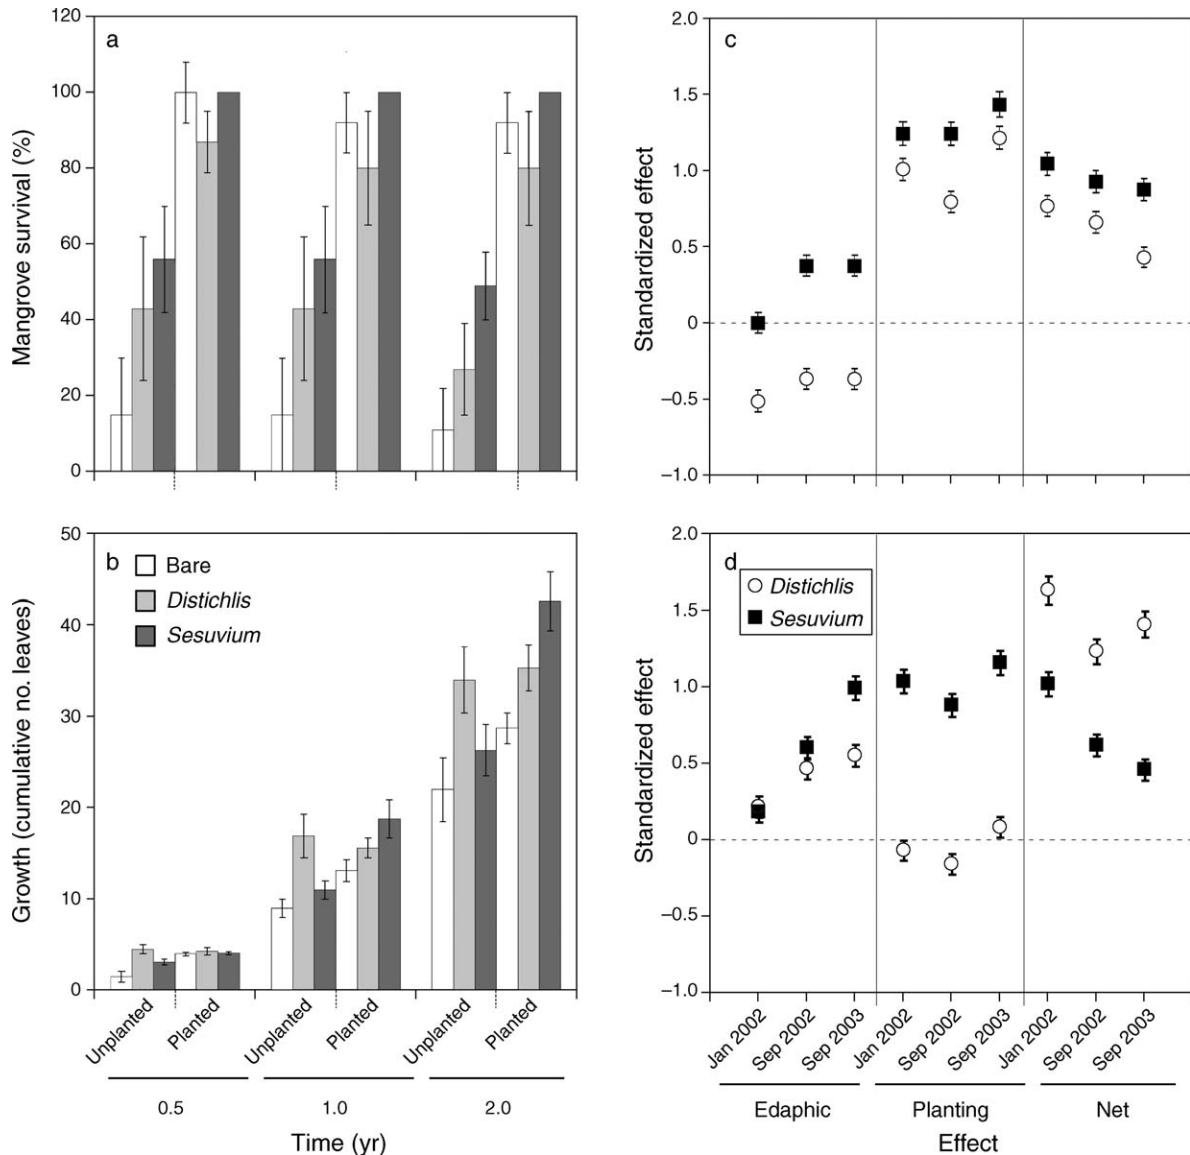 a
120
100
80
60
40
20
0
Mangrove survival (%)
b
50
40
30
20
10
0
Growth (cumulative no. leaves)
Bare
Distichlis
Sesuvium
Unplanted
Planted
Unplanted
Planted
Unplanted
Planted
0.5
1.0
2.0
Time (yr)
c
2.0
1.5
1.0
0.5
0
–0.5
–1.0
Standardized effect
d
2.0
1.5
1.0
0.5
0
–0.5
–1.0
Standardized effect
Distichlis
Sesuvium
Jan 2002
Sep 2002
Sep 2003
Jan 2002
Sep 2002
Sep 2003
Jan 2002
Sep 2002
Sep 2003
Edaphic
Planting
Net
Effect